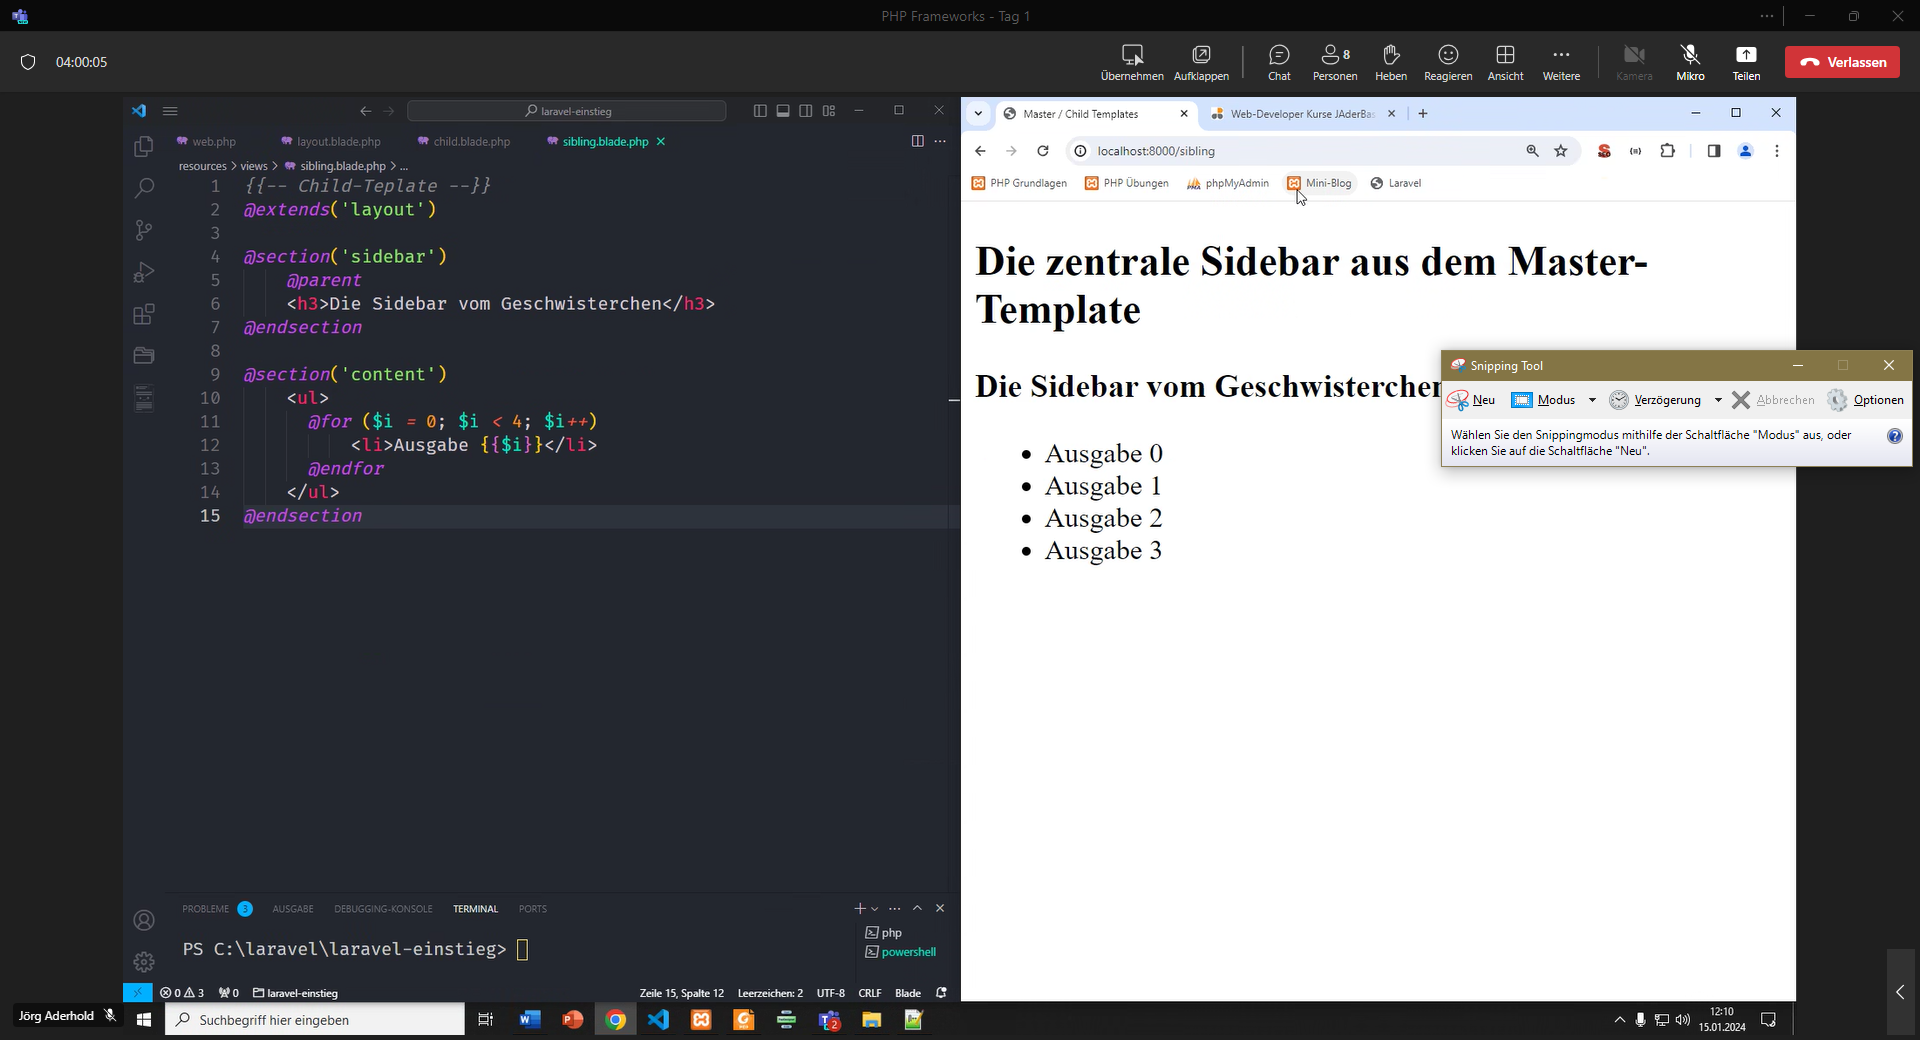 PHP Frameworks - Tag 1
04:00:05
Übernehmen
Aufklappen
Chat
8
Personen
Heben
Reagieren
Ansicht
Weitere
Kamera
Mikro
Teilen
Verlassen
laravel-einstieg
web.php
layout.blade.php
child.blade.php
sibling.blade.php
resources > views > sibling.blade.php > ...
1 {{-- Child-Teplate --}}
2 @extends('layout')
3
4 @section('sidebar')
5 @parent
6 <h3>Die Sidebar vom Geschwisterchen</h3>
7 @endsection
8
9 @section('content')
10 <ul>
11 @for ($i = 0; $i < 4; $i++)
12 <li>Ausgabe {{$i}}</li>
13 @endfor
14 </ul>
15 @endsection
PROBLEME 3 AUSGABE DEBUGGING-KONSOLE TERMINAL PORTS
PS C:\laravel\laravel-einstieg>
php
powershell
0 3 0 laravel-einstieg
Zeile 15, Spalte 12 Leerzeichen: 2 UTF-8 CRLF Blade
Master / Child Templates
Web-Developer Kurse JAderBas
localhost:8000/sibling
PHP Grundlagen
PHP Übungen
phpMyAdmin
Mini-Blog
Laravel
Die zentrale Sidebar aus dem Master-
Template
Die Sidebar vom Geschwisterchen
• Ausgabe 0
• Ausgabe 1
• Ausgabe 2
• Ausgabe 3
Snipping Tool
Neu Modus Verzögerung Abbrechen Optionen
Wählen Sie den Snippingmodus mithilfe der Schaltfläche "Modus" aus, oder
klicken Sie auf die Schaltfläche "Neu".
Jörg Aderhold
Suchbegriff hier eingeben
12:10
15.01.2024